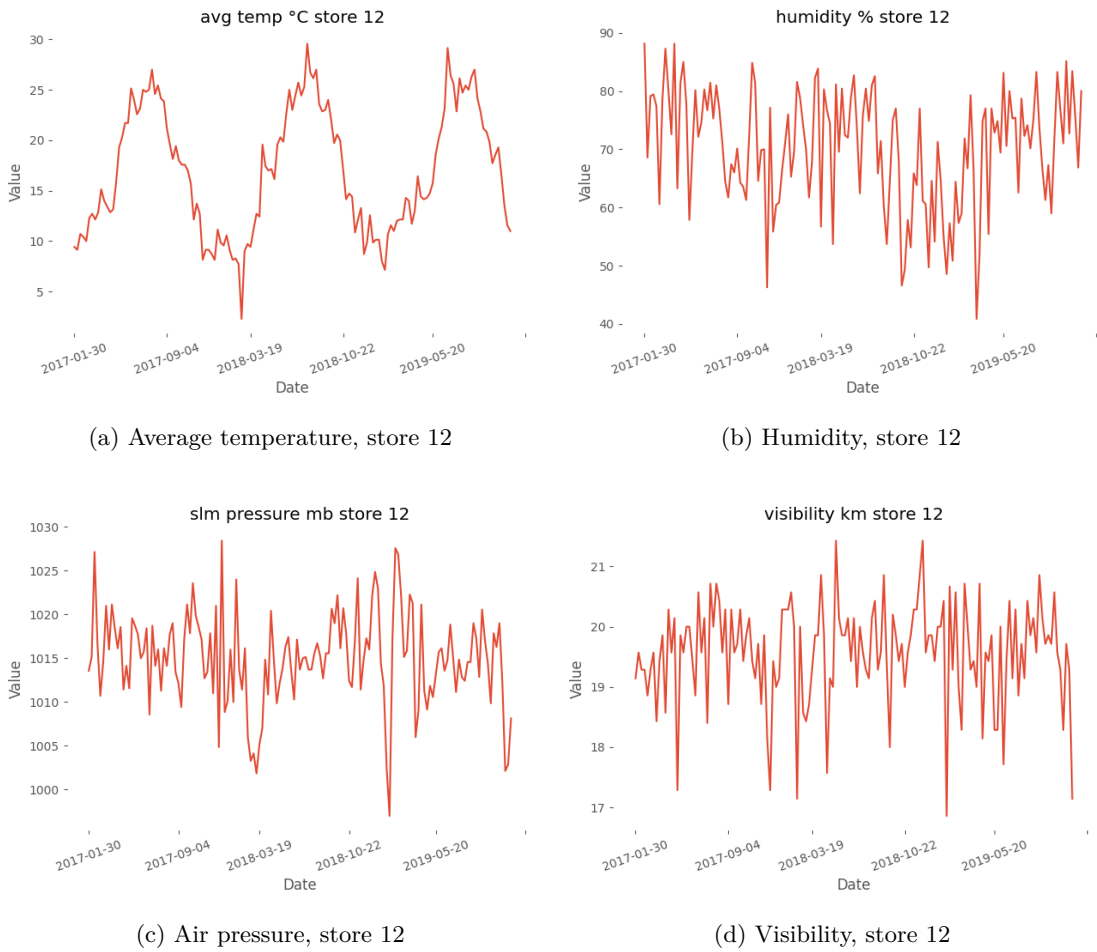 avg temp °C store 12
30
25
20
15
10
5
Value
2017-01-30
2017-09-04
2018-03-19
2018-10-22
2019-05-20
Date
(a) Average temperature, store 12
humidity % store 12
90
80
70
60
50
40
Value
2017-01-30
2017-09-04
2018-03-19
2018-10-22
2019-05-20
Date
(b) Humidity, store 12
slm pressure mb store 12
1030
1025
1020
1015
1010
1005
1000
Value
2017-01-30
2017-09-04
2018-03-19
2018-10-22
2019-05-20
Date
(c) Air pressure, store 12
visibility km store 12
21
20
19
18
17
Value
2017-01-30
2017-09-04
2018-03-19
2018-10-22
2019-05-20
Date
(d) Visibility, store 12